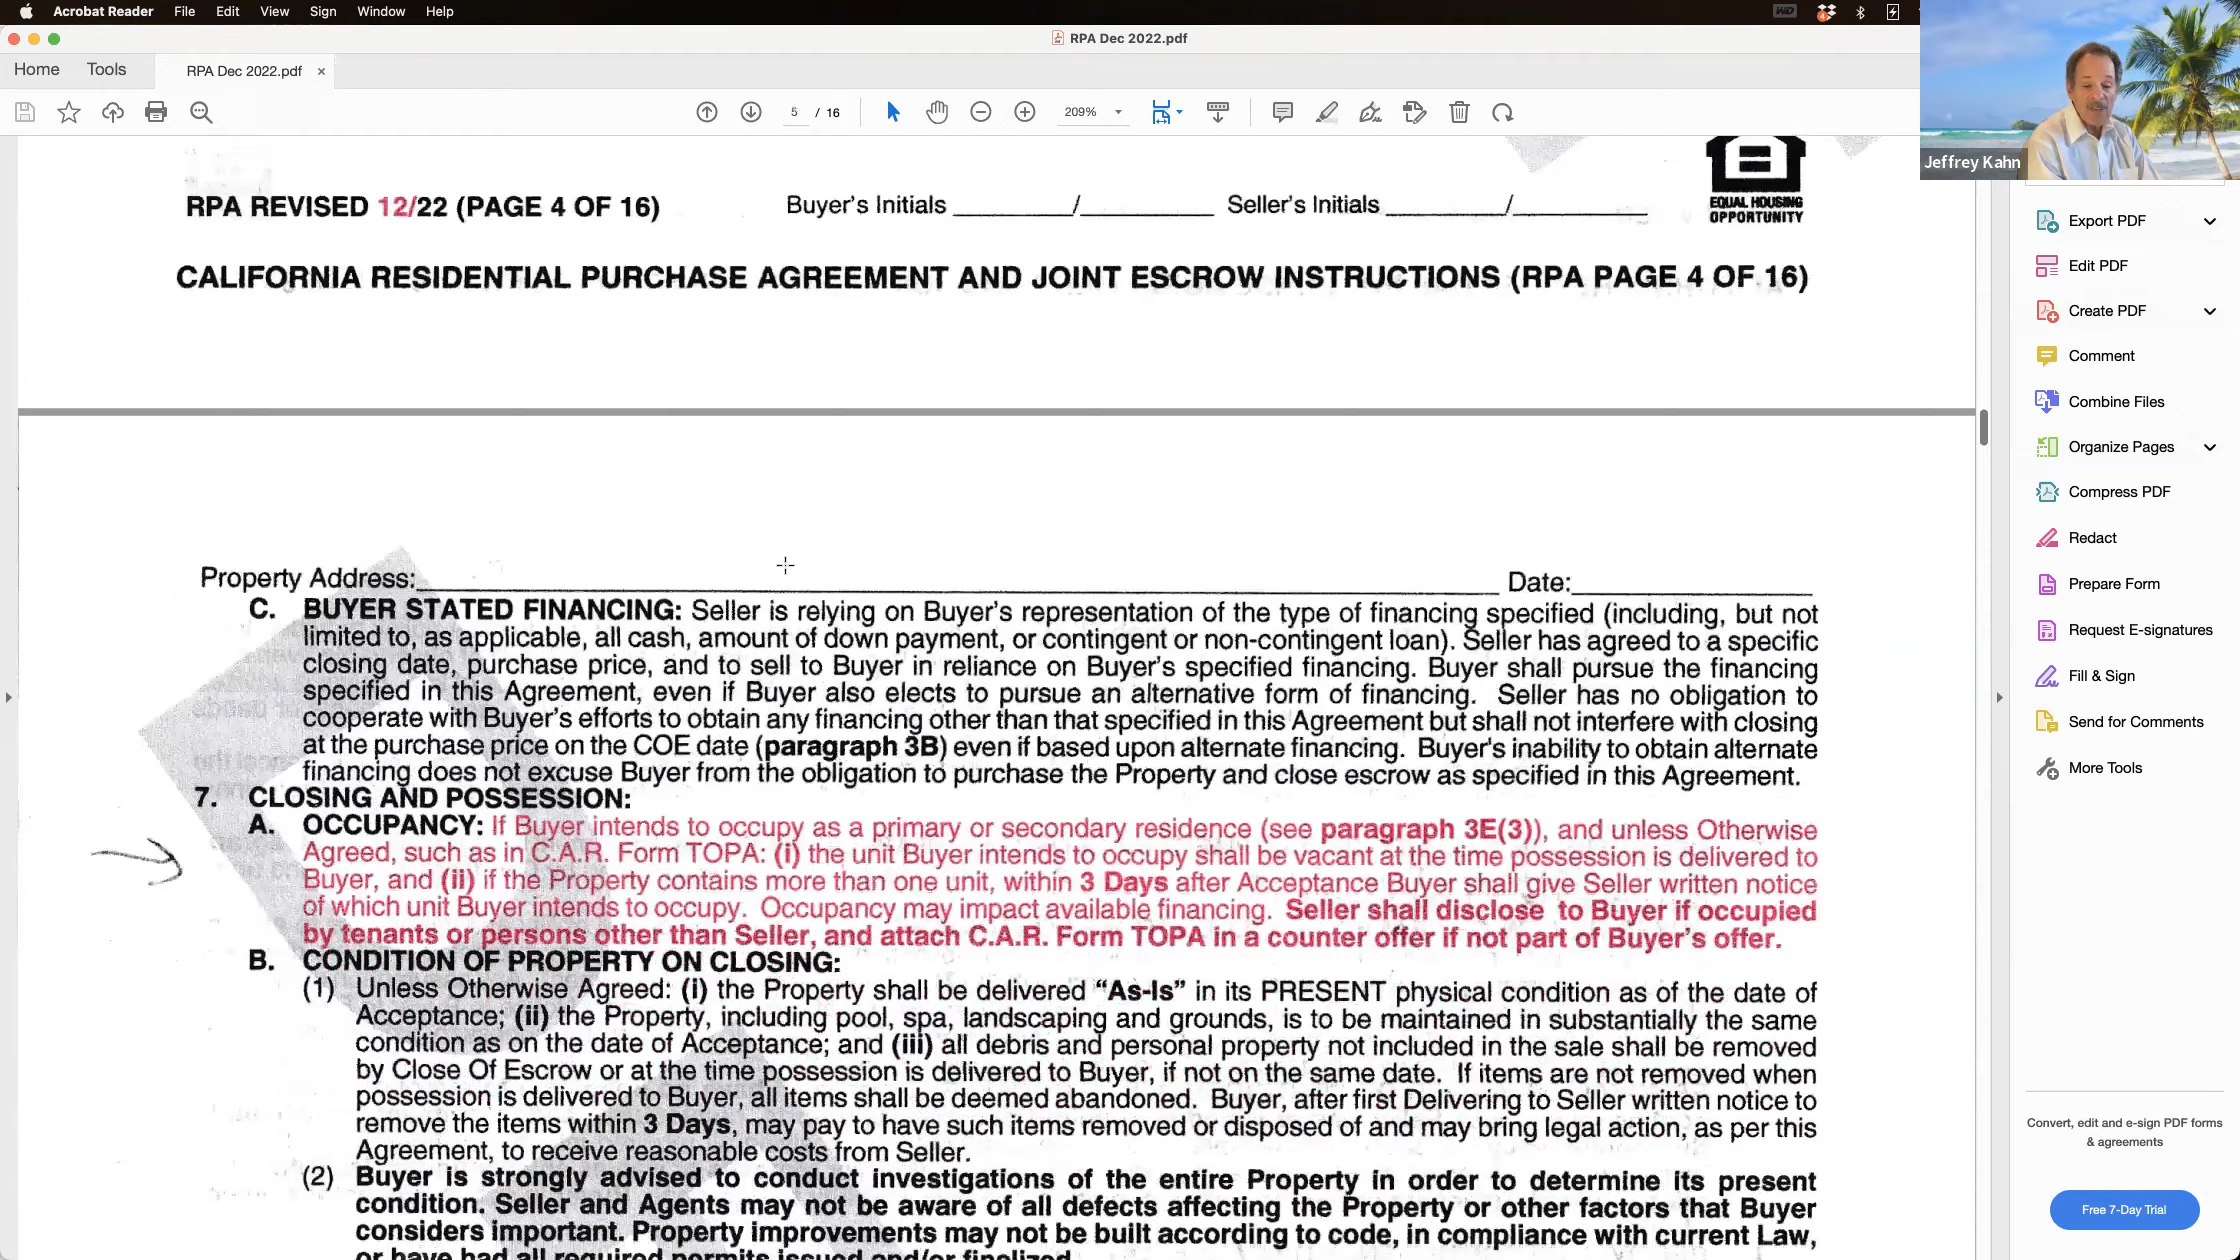 Acrobat Reader File Edit View Sign Window Help
RPA Dec 2022.pdf
Home Tools RPA Dec 2022.pdf ×
5 / 16 209%
Jeffrey Kahn
EQUAL HOUSING
OPPORTUNITY
RPA REVISED 12/22 (PAGE 4 OF 16) Buyer's Initials ________/________ Seller's Initials ________/________
CALIFORNIA RESIDENTIAL PURCHASE AGREEMENT AND JOINT ESCROW INSTRUCTIONS (RPA PAGE 4 OF 16)
Property Address: Date:
C. BUYER STATED FINANCING: Seller is relying on Buyer's representation of the type of financing specified (including, but not
limited to, as applicable, all cash, amount of down payment, or contingent or non-contingent loan). Seller has agreed to a specific
closing date, purchase price, and to sell to Buyer in reliance on Buyer's specified financing. Buyer shall pursue the financing
specified in this Agreement, even if Buyer also elects to pursue an alternative form of financing. Seller has no obligation to
cooperate with Buyer's efforts to obtain any financing other than that specified in this Agreement but shall not interfere with closing
at the purchase price on the COE date (paragraph 3B) even if based upon alternate financing. Buyer's inability to obtain alternate
financing does not excuse Buyer from the obligation to purchase the Property and close escrow as specified in this Agreement.
7. CLOSING AND POSSESSION:
A. OCCUPANCY: If Buyer intends to occupy as a primary or secondary residence (see paragraph 3E(3)), and unless Otherwise
Agreed, such as in C.A.R. Form TOPA: (i) the unit Buyer intends to occupy shall be vacant at the time possession is delivered to
Buyer, and (ii) if the Property contains more than one unit, within 3 Days after Acceptance Buyer shall give Seller written notice
of which unit Buyer intends to occupy. Occupancy may impact available financing. Seller shall disclose to Buyer if occupied
by tenants or persons other than Seller, and attach C.A.R. Form TOPA in a counter offer if not part of Buyer's offer.
B. CONDITION OF PROPERTY ON CLOSING:
(1) Unless Otherwise Agreed: (i) the Property shall be delivered "As-Is" in its PRESENT physical condition as of the date of
Acceptance; (ii) the Property, including pool, spa, landscaping and grounds, is to be maintained in substantially the same
condition as on the date of Acceptance; and (iii) all debris and personal property not included in the sale shall be removed
by Close Of Escrow or at the time possession is delivered to Buyer, if not on the same date. If items are not removed when
possession is delivered to Buyer, all items shall be deemed abandoned. Buyer, after first Delivering to Seller written notice to
remove the items within 3 Days, may pay to have such items removed or disposed of and may bring legal action, as per this
Agreement, to receive reasonable costs from Seller.
(2) Buyer is strongly advised to conduct investigations of the entire Property in order to determine its present
condition. Seller and Agents may not be aware of all defects affecting the Property or other factors that Buyer
considers important. Property improvements may not be built according to code, in compliance with current Law,
or have had all required permits issued and/or finalized.
Export PDF
Edit PDF
Create PDF
Comment
Combine Files
Organize Pages
Compress PDF
Redact
Prepare Form
Request E-signatures
Fill & Sign
Send for Comments
More Tools
Convert, edit and e-sign PDF forms
& agreements
Free 7-Day Trial